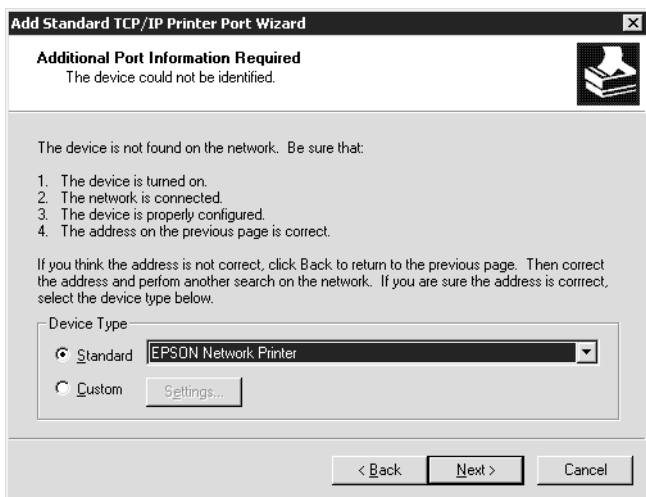 Add Standard TCP/IP Printer Port Wizard
Additional Port Information Required
The device could not be identified.
The device is not found on the network. Be sure that:
1. The device is turned on.
2. The network is connected.
3. The device is properly configured.
4. The address on the previous page is correct.
If you think the address is not correct, click Back to return to the previous page. Then correct
the address and perfom another search on the network. If you are sure the address is corrrect,
select the device type below.
Device Type
Standard
EPSON Network Printer
Custom
Settings...
< Back
Next >
Cancel